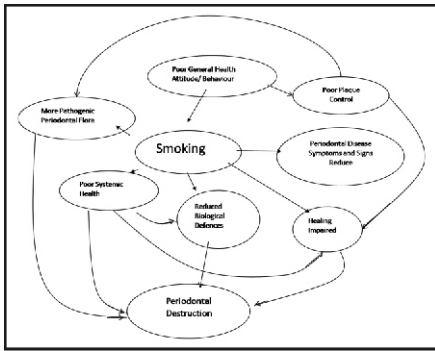 Poor General Health
Attitude/ Behaviour
Poor Plaque
Control
More Pathogenic
Periodontal Flora
Smoking
Periodontal Disease
Symptoms and Signs
Reduce
Poor Systemic
Health
Reduced
Biological
Defences
Healing
Impaired
Periodontal
Destruction